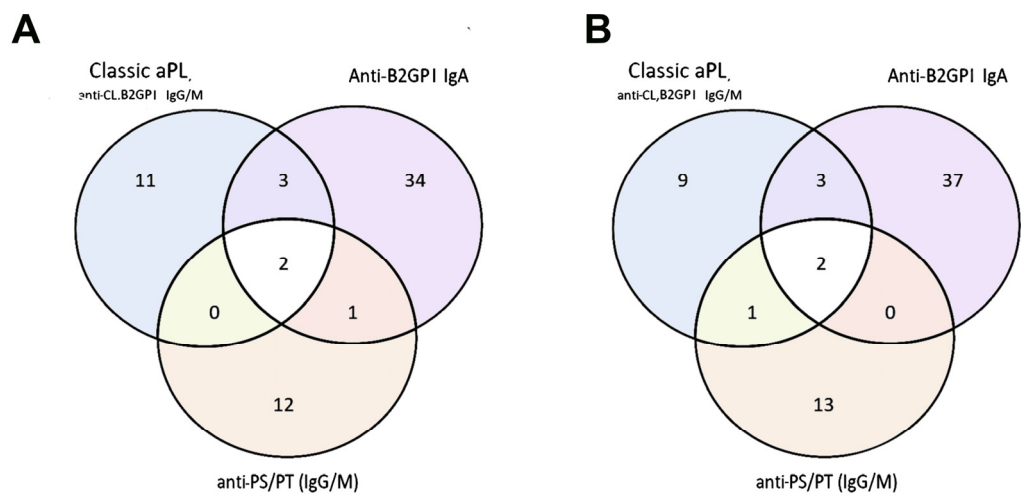 A
Classic aPL,
anti-CL.B2GPI IgG/M
Anti-B2GPI IgA
11
3
34
2
0
1
12
anti-PS/PT (IgG/M)
B
Classic aPL,
anti-CL,B2GPI IgG/M
Anti-B2GPI IgA
9
3
37
2
1
0
13
anti-PS/PT (IgG/M)